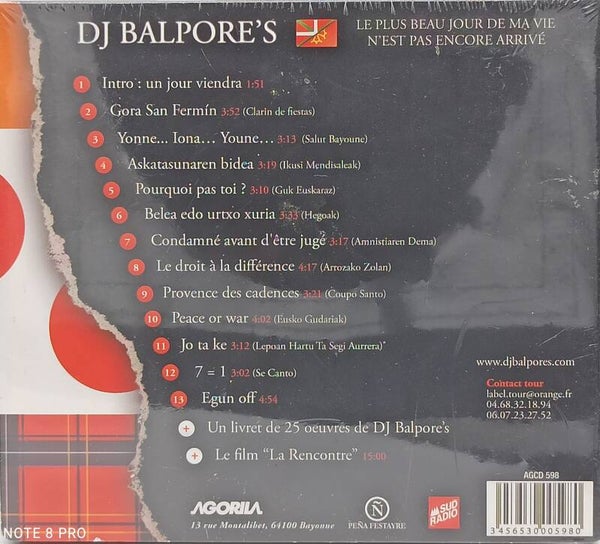 DJ BALPORE'S
LE PLUS BEAU JOUR DE MA VIE
N'EST PAS ENCORE ARRIVÉ
1 Intro : un jour viendra 1:51
2 Gora San Fermín 3:52 (Clarin de fiestas)
3 Yonne... Iona... Youne... 3:13 (Salut Bayoune)
4 Askatasunaren bidea 3:19 (Ikusi Mendisaleak)
5 Pourquoi pas toi ? 3:10 (Guk Euskaraz)
6 Belea edo urtxo xuria 3:33 (Hegoak)
7 Condamné avant d'être jugé 3:17 (Amnistiaren Dema)
8 Le droit à la différence 4:17 (Arrozako Zolan)
9 Provence des cadences 3:21 (Coupo Santo)
10 Peace or war 4:02 (Eusko Gudariak)
11 Jo ta ke 3:12 (Lepoan Hartu Ta Segi Aurrera)
12 7 = 1 3:02 (Se Canto)
13 Egun off 4:54
+ Un livret de 25 oeuvres de DJ Balpore's
+ Le film "La Rencontre" 15:00
www.djbalpores.com
Contact tour
label.tour@orange.fr
04.68.32.18.94
06.07.23.27.52
AGORILA
13 rue Montalibet, 64100 Bayonne
Ñ
PEÑA FESTAYRE
SUD
RADIO
AGCD 598
3 456530 005980
NOTE 8 PRO